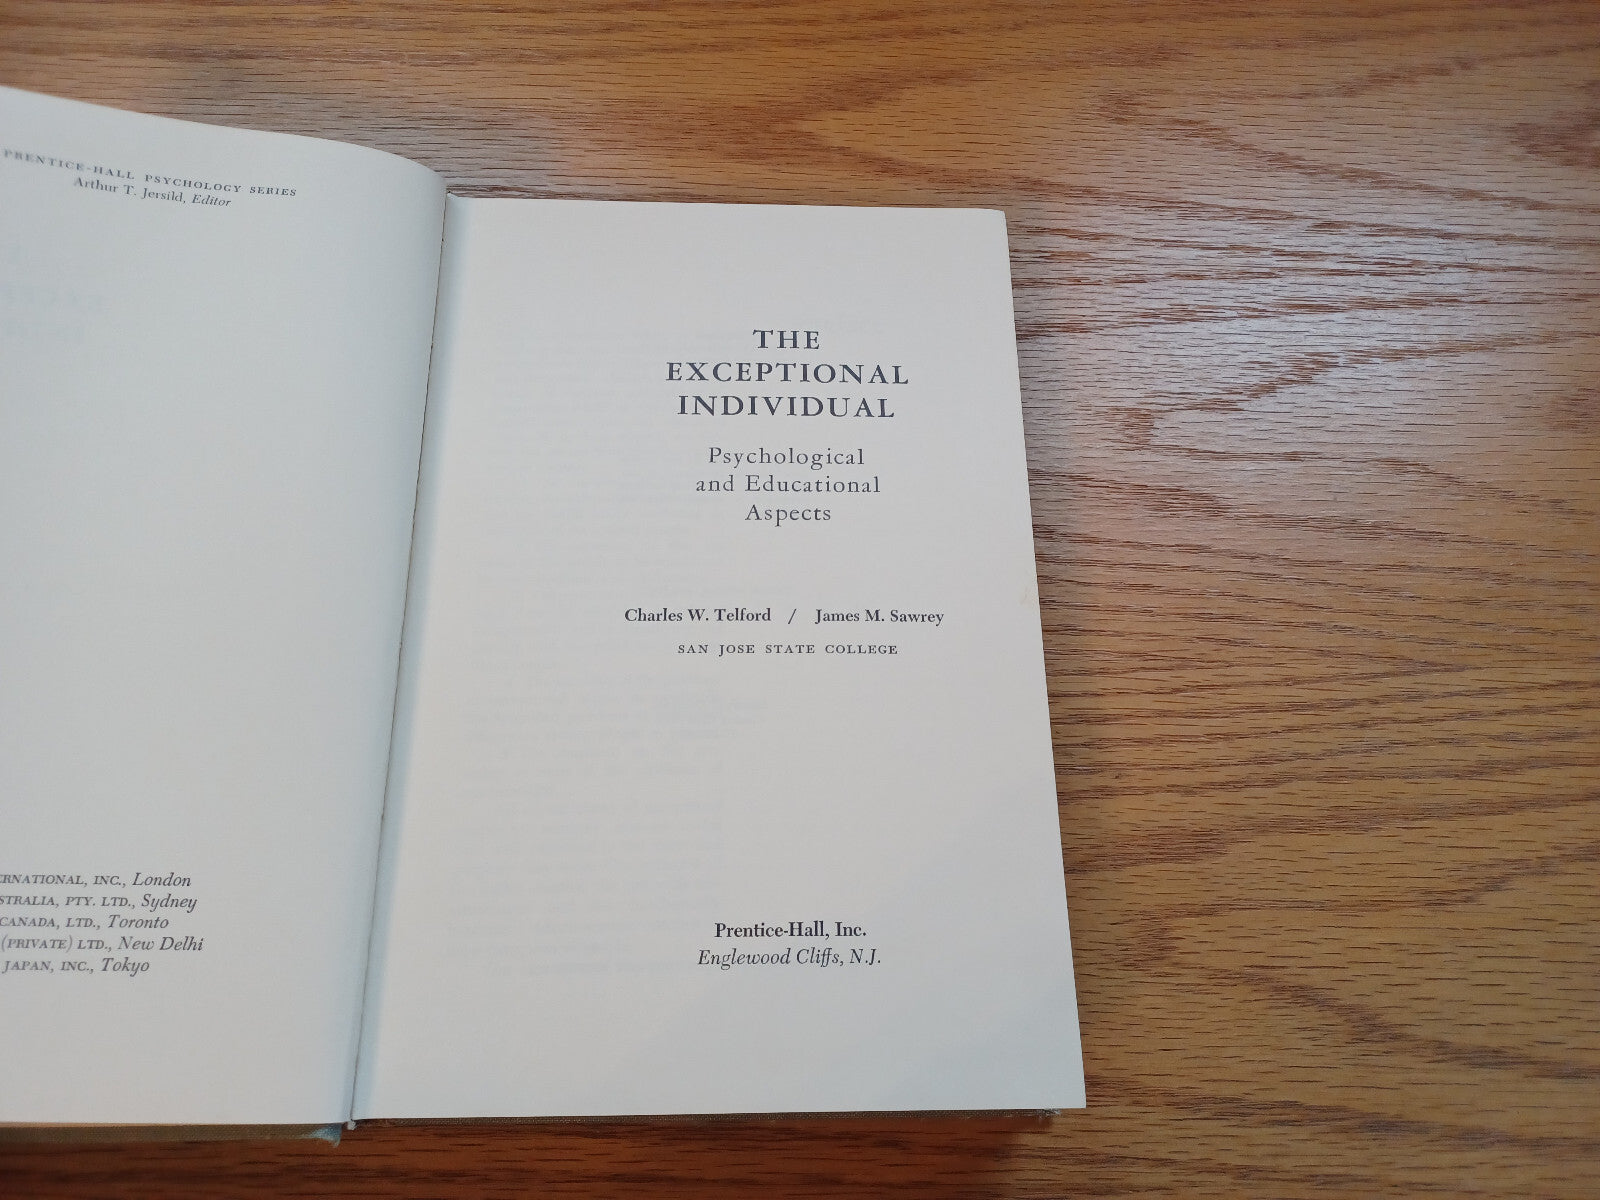 PRENTICE-HALL PSYCHOLOGY SERIES
Arthur T. Jersild, Editor
INC., London
PTY. LTD., Sydney
CANADA, LTD., Toronto
(PRIVATE) LTD., New Delhi
JAPAN, INC., Tokyo
THE
EXCEPTIONAL
INDIVIDUAL
Psychological
and Educational
Aspects
Charles W. Telford / James M. Sawrey
SAN JOSE STATE COLLEGE
Prentice-Hall, Inc.
Englewood Cliffs, N.J.